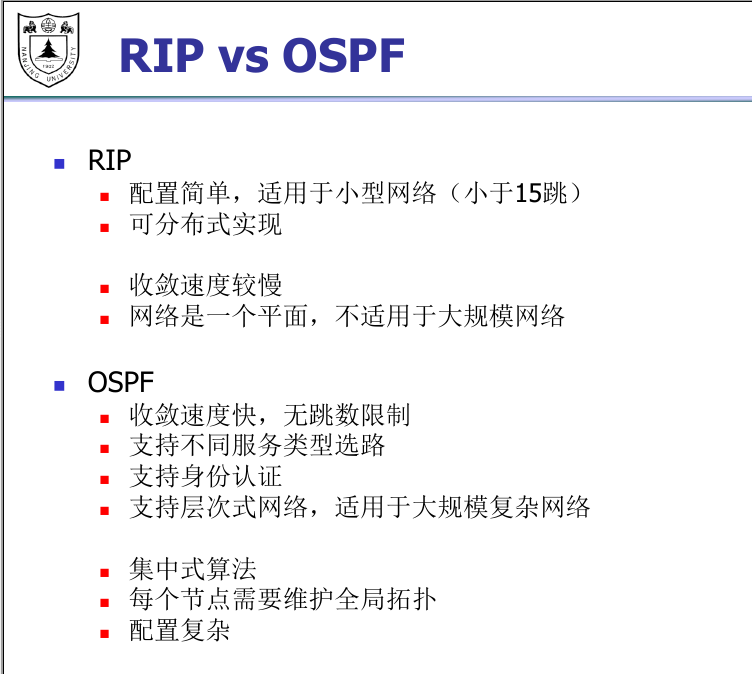 NANJING UNIVERSITY
1902
RIP vs OSPF
RIP
配置简单，适用于小型网络（小于15跳）
可分布式实现
收敛速度较慢
网络是一个平面，不适用于大规模网络
OSPF
收敛速度快，无跳数限制
支持不同服务类型选路
支持身份认证
支持层次式网络，适用于大规模复杂网络
集中式算法
每个节点需要维护全局拓扑
配置复杂